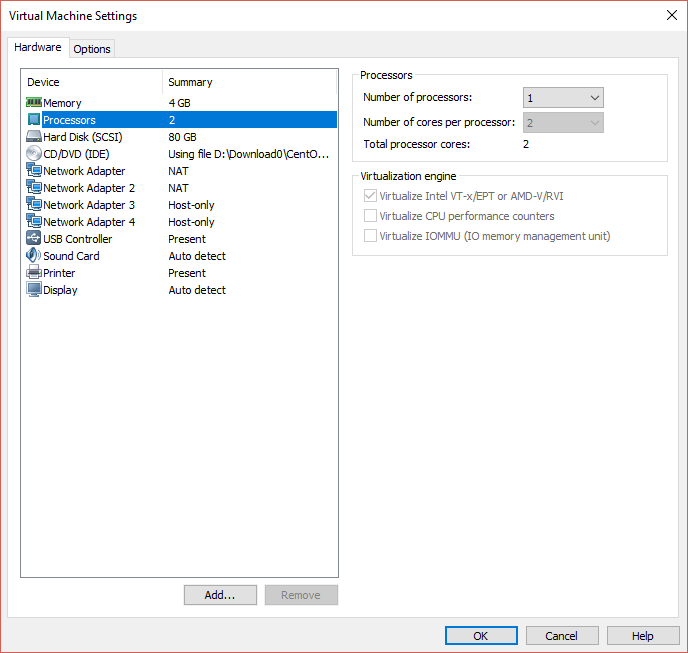 Virtual Machine Settings
Hardware Options
Device Summary
Memory 4 GB
Processors 2
Hard Disk (SCSI) 80 GB
CD/DVD (IDE) Using file D:\Download0\CentO...
Network Adapter NAT
Network Adapter 2 NAT
Network Adapter 3 Host-only
Network Adapter 4 Host-only
USB Controller Present
Sound Card Auto detect
Printer Present
Display Auto detect
Add... Remove
Processors
Number of processors: 1
Number of cores per processor: 2
Total processor cores: 2
Virtualization engine
Virtualize Intel VT-x/EPT or AMD-V/RVI
Virtualize CPU performance counters
Virtualize IOMMU (IO memory management unit)
OK Cancel Help